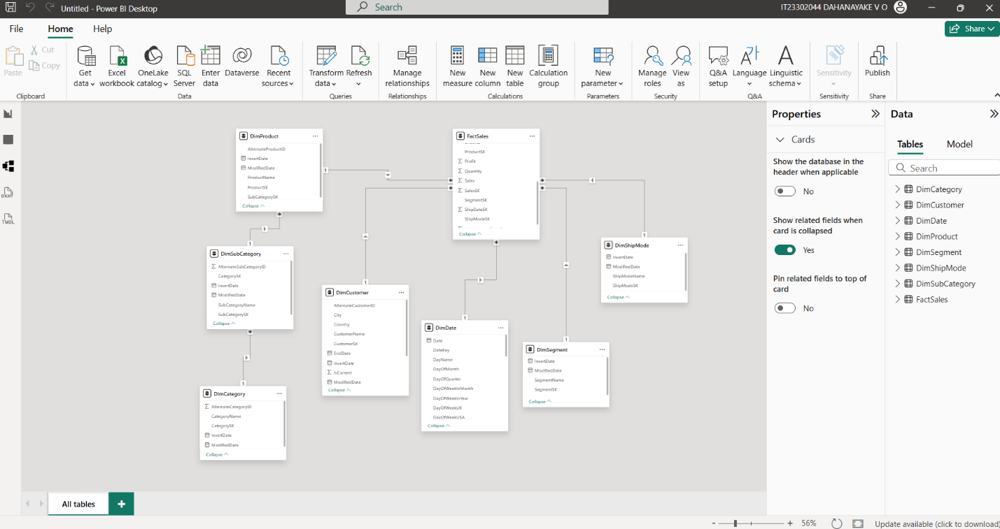 Untitled - Power BI Desktop
Search
IT23302044 DAHANAYAKE V O
File
Home
Help
Share
Paste
Cut
Copy
Get data
Excel workbook
OneLake catalog
SQL Server
Enter data
Dataverse
Recent sources
Transform data
Refresh
Manage relationships
New measure
New column
New table
Calculation group
New parameter
Manage roles
View as
Q&A setup
Language
Linguistic schema
Sensitivity
Publish
Clipboard
Data
Queries
Relationships
Calculations
Parameters
Security
Q&A
Sensitivity
Share
DAX
TMDL
DimProduct
AlternateProductID
InsertDate
ModifiedDate
ProductName
ProductSK
SubCategorySK
Collapse
1
*
FactSales
ProductSK
Profit
Quantity
Sales
SalesSK
SegmentSK
ShipDateSK
ShipModeSK
Collapse
*
*
*
*
*
DimShipMode
InsertDate
ModifiedDate
ShipModeName
ShipModeSK
Collapse
1
DimSubCategory
AlternateSubCategoryID
CategorySK
InsertDate
ModifiedDate
SubCategoryName
SubCategorySK
Collapse
1
*
DimCustomer
AlternateCustomerID
City
Country
CustomerName
CustomerSK
EndDate
InsertDate
IsCurrent
ModifiedDate
Collapse
1
DimDate
Date
DateKey
DayName
DayOfMonth
DayOfQuarter
DayOfWeekInMonth
DayOfWeekInYear
DayOfWeekUK
DayOfWeekUSA
Collapse
1
DimSegment
InsertDate
ModifiedDate
SegmentName
SegmentSK
Collapse
1
DimCategory
AlternateCategoryID
CategoryName
CategorySK
InsertDate
ModifiedDate
Collapse
1
Properties
Cards
Show the database in the
header when applicable
No
Show related fields when
card is collapsed
Yes
Pin related fields to top of
card
No
Data
Tables
Model
Search
DimCategory
DimCustomer
DimDate
DimProduct
DimSegment
DimShipMode
DimSubCategory
FactSales
All tables
+
- + 56%
Update available (click to download)